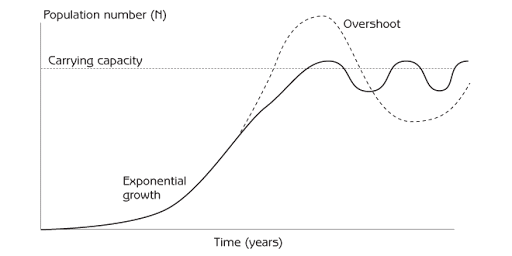 Population number (N)
Overshoot
Carrying capacity
Exponential
growth
Time (years)